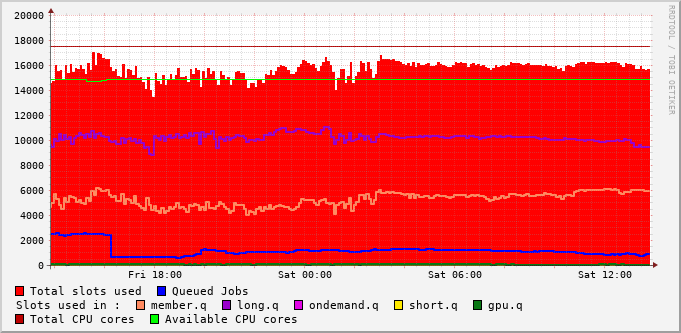 20000
18000
16000
14000
12000
10000
8000
6000
4000
2000
0
Fri 18:00 Sat 00:00 Sat 06:00 Sat 12:00
Total slots used Queued Jobs
Slots used in : member.q long.q ondemand.q short.q gpu.q
Total CPU cores Available CPU cores
RRDTOOL / TOBI OETIKER